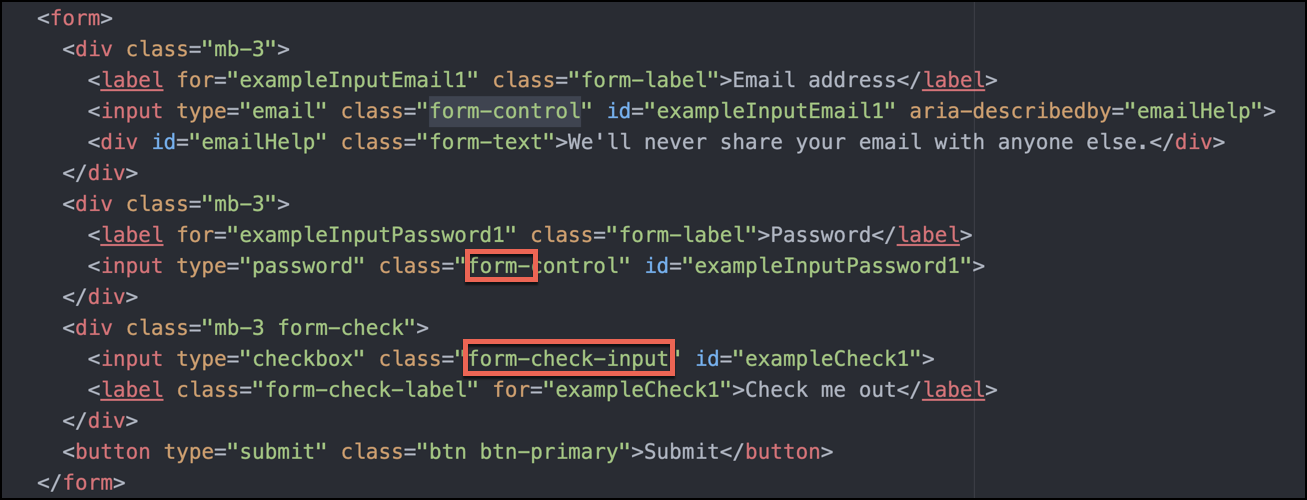 <form>
<div class="mb-3">
<label for="exampleInputEmail1" class="form-label">Email address</label>
<input type="email" class="form-control" id="exampleInputEmail1" aria-describedby="emailHelp">
<div id="emailHelp" class="form-text">We'll never share your email with anyone else.</div>
</div>
<div class="mb-3">
<label for="exampleInputPassword1" class="form-label">Password</label>
<input type="password" class="form-control" id="exampleInputPassword1">
</div>
<div class="mb-3 form-check">
<input type="checkbox" class="form-check-input" id="exampleCheck1">
<label class="form-check-label" for="exampleCheck1">Check me out</label>
</div>
<button type="submit" class="btn btn-primary">Submit</button>
</form>